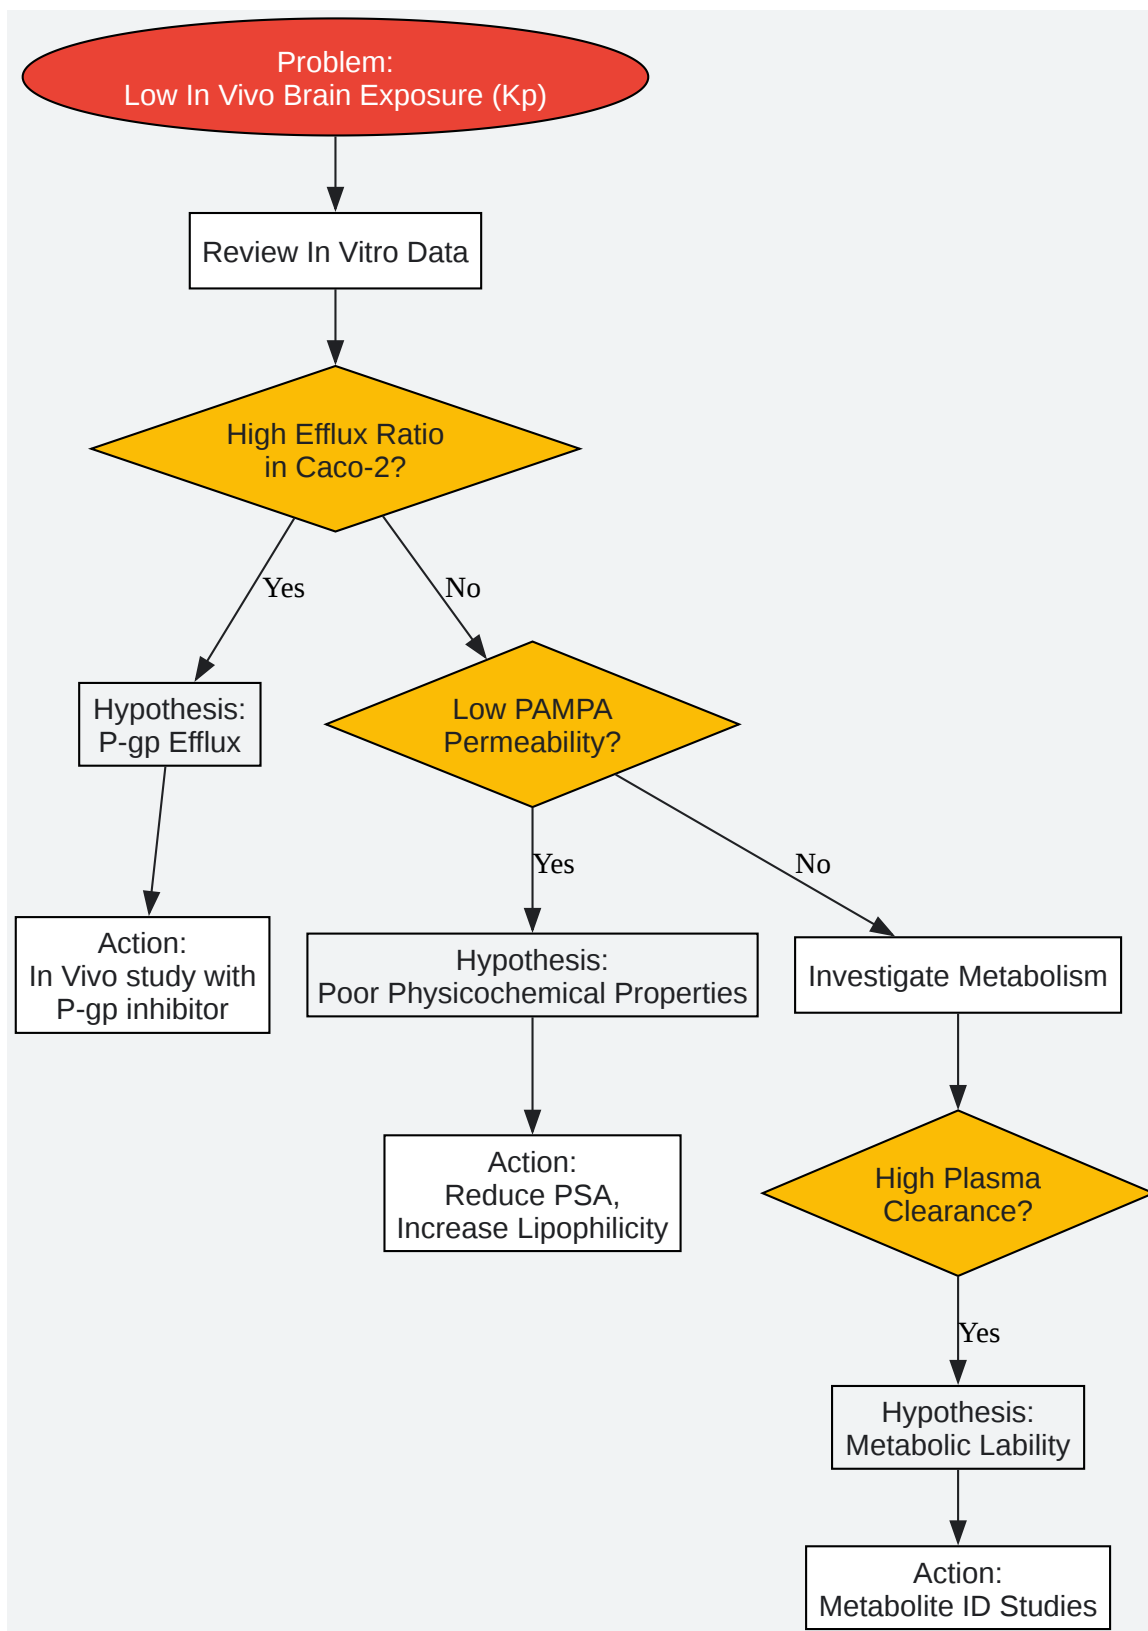 Problem:
Low In Vivo Brain Exposure (Kp)
Review In Vitro Data
High Efflux Ratio
in Caco-2?
Yes
No
Hypothesis:
P-gp Efflux
Low PAMPA
Permeability?
Yes
No
Action:
In Vivo study with
P-gp inhibitor
Hypothesis:
Poor Physicochemical Properties
Investigate Metabolism
Action:
Reduce PSA,
Increase Lipophilicity
High Plasma
Clearance?
Yes
Hypothesis:
Metabolic Lability
Action:
Metabolite ID Studies